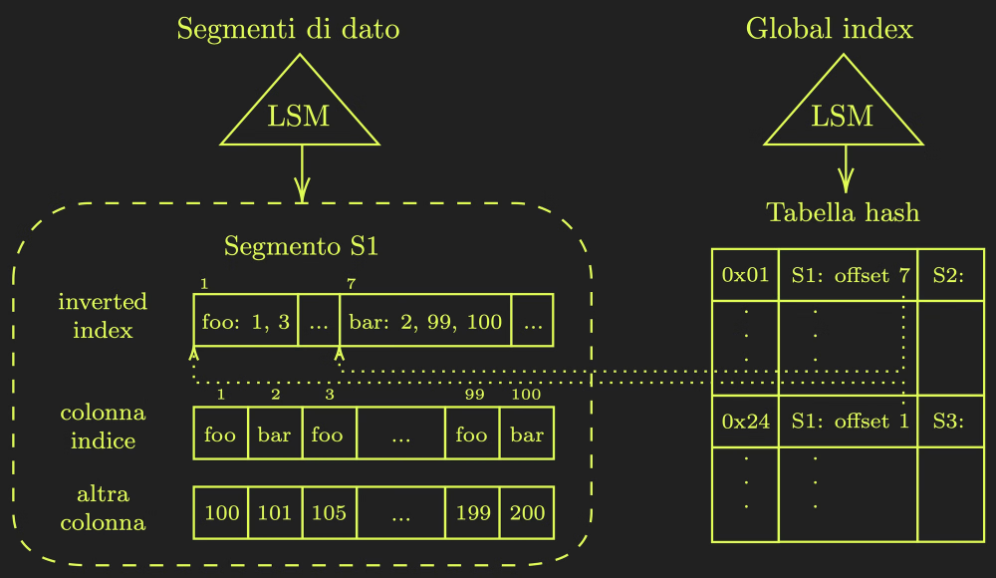 Segmenti di dato
LSM
Segmento S1
inverted
index
1 7
foo: 1, 3 ... bar: 2, 99, 100 ...
colonna
indice
1 2 3 99 100
foo bar foo ... foo bar
altra
colonna
100 101 105 ... 199 200
Global index
LSM
Tabella hash
0x01 S1: offset 7 S2:
0x24 S1: offset 1 S3: